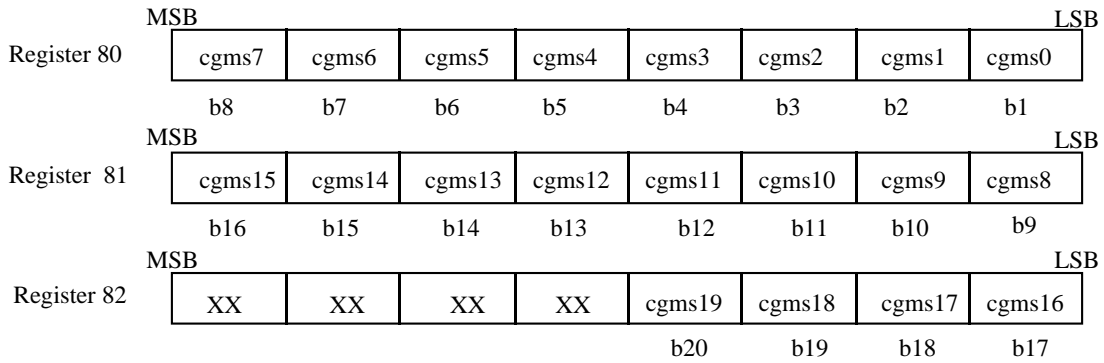 MSB LSB
Register 80 cgms7 cgms6 cgms5 cgms4 cgms3 cgms2 cgms1 cgms0
b8 b7 b6 b5 b4 b3 b2 b1
MSB LSB
Register 81 cgms15 cgms14 cgms13 cgms12 cgms11 cgms10 cgms9 cgms8
b16 b15 b14 b13 b12 b11 b10 b9
MSB LSB
Register 82 XX XX XX XX cgms19 cgms18 cgms17 cgms16
b20 b19 b18 b17